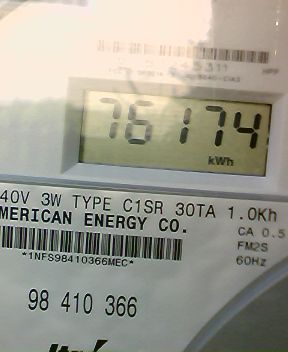 76174
kWh
40V 3W TYPE C1SR 30TA 1.0Kh
MERICAN ENERGY CO.
CA 0.5
FM2S
60Hz
*1NFS98410366MEC*
98 410 366